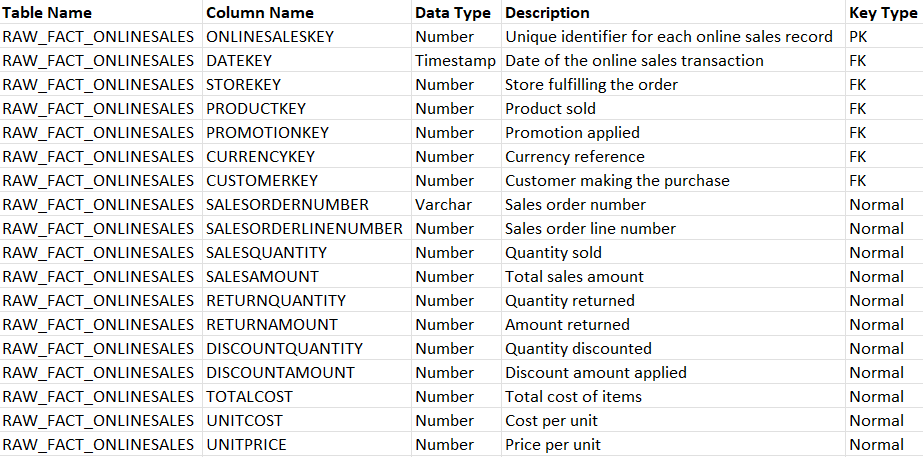 Table Name Column Name Data Type Description Key Type
RAW_FACT_ONLINESALES ONLINESALESKEY Number Unique identifier for each online sales record PK
RAW_FACT_ONLINESALES DATEKEY Timestamp Date of the online sales transaction FK
RAW_FACT_ONLINESALES STOREKEY Number Store fulfilling the order FK
RAW_FACT_ONLINESALES PRODUCTKEY Number Product sold FK
RAW_FACT_ONLINESALES PROMOTIONKEY Number Promotion applied FK
RAW_FACT_ONLINESALES CURRENCYKEY Number Currency reference FK
RAW_FACT_ONLINESALES CUSTOMERKEY Number Customer making the purchase FK
RAW_FACT_ONLINESALES SALESORDERNUMBER Varchar Sales order number Normal
RAW_FACT_ONLINESALES SALESORDERLINENUMBER Number Sales order line number Normal
RAW_FACT_ONLINESALES SALESQUANTITY Number Quantity sold Normal
RAW_FACT_ONLINESALES SALESAMOUNT Number Total sales amount Normal
RAW_FACT_ONLINESALES RETURNQUANTITY Number Quantity returned Normal
RAW_FACT_ONLINESALES RETURNAMOUNT Number Amount returned Normal
RAW_FACT_ONLINESALES DISCOUNTQUANTITY Number Quantity discounted Normal
RAW_FACT_ONLINESALES DISCOUNTAMOUNT Number Discount amount applied Normal
RAW_FACT_ONLINESALES TOTALCOST Number Total cost of items Normal
RAW_FACT_ONLINESALES UNITCOST Number Cost per unit Normal
RAW_FACT_ONLINESALES UNITPRICE Number Price per unit Normal